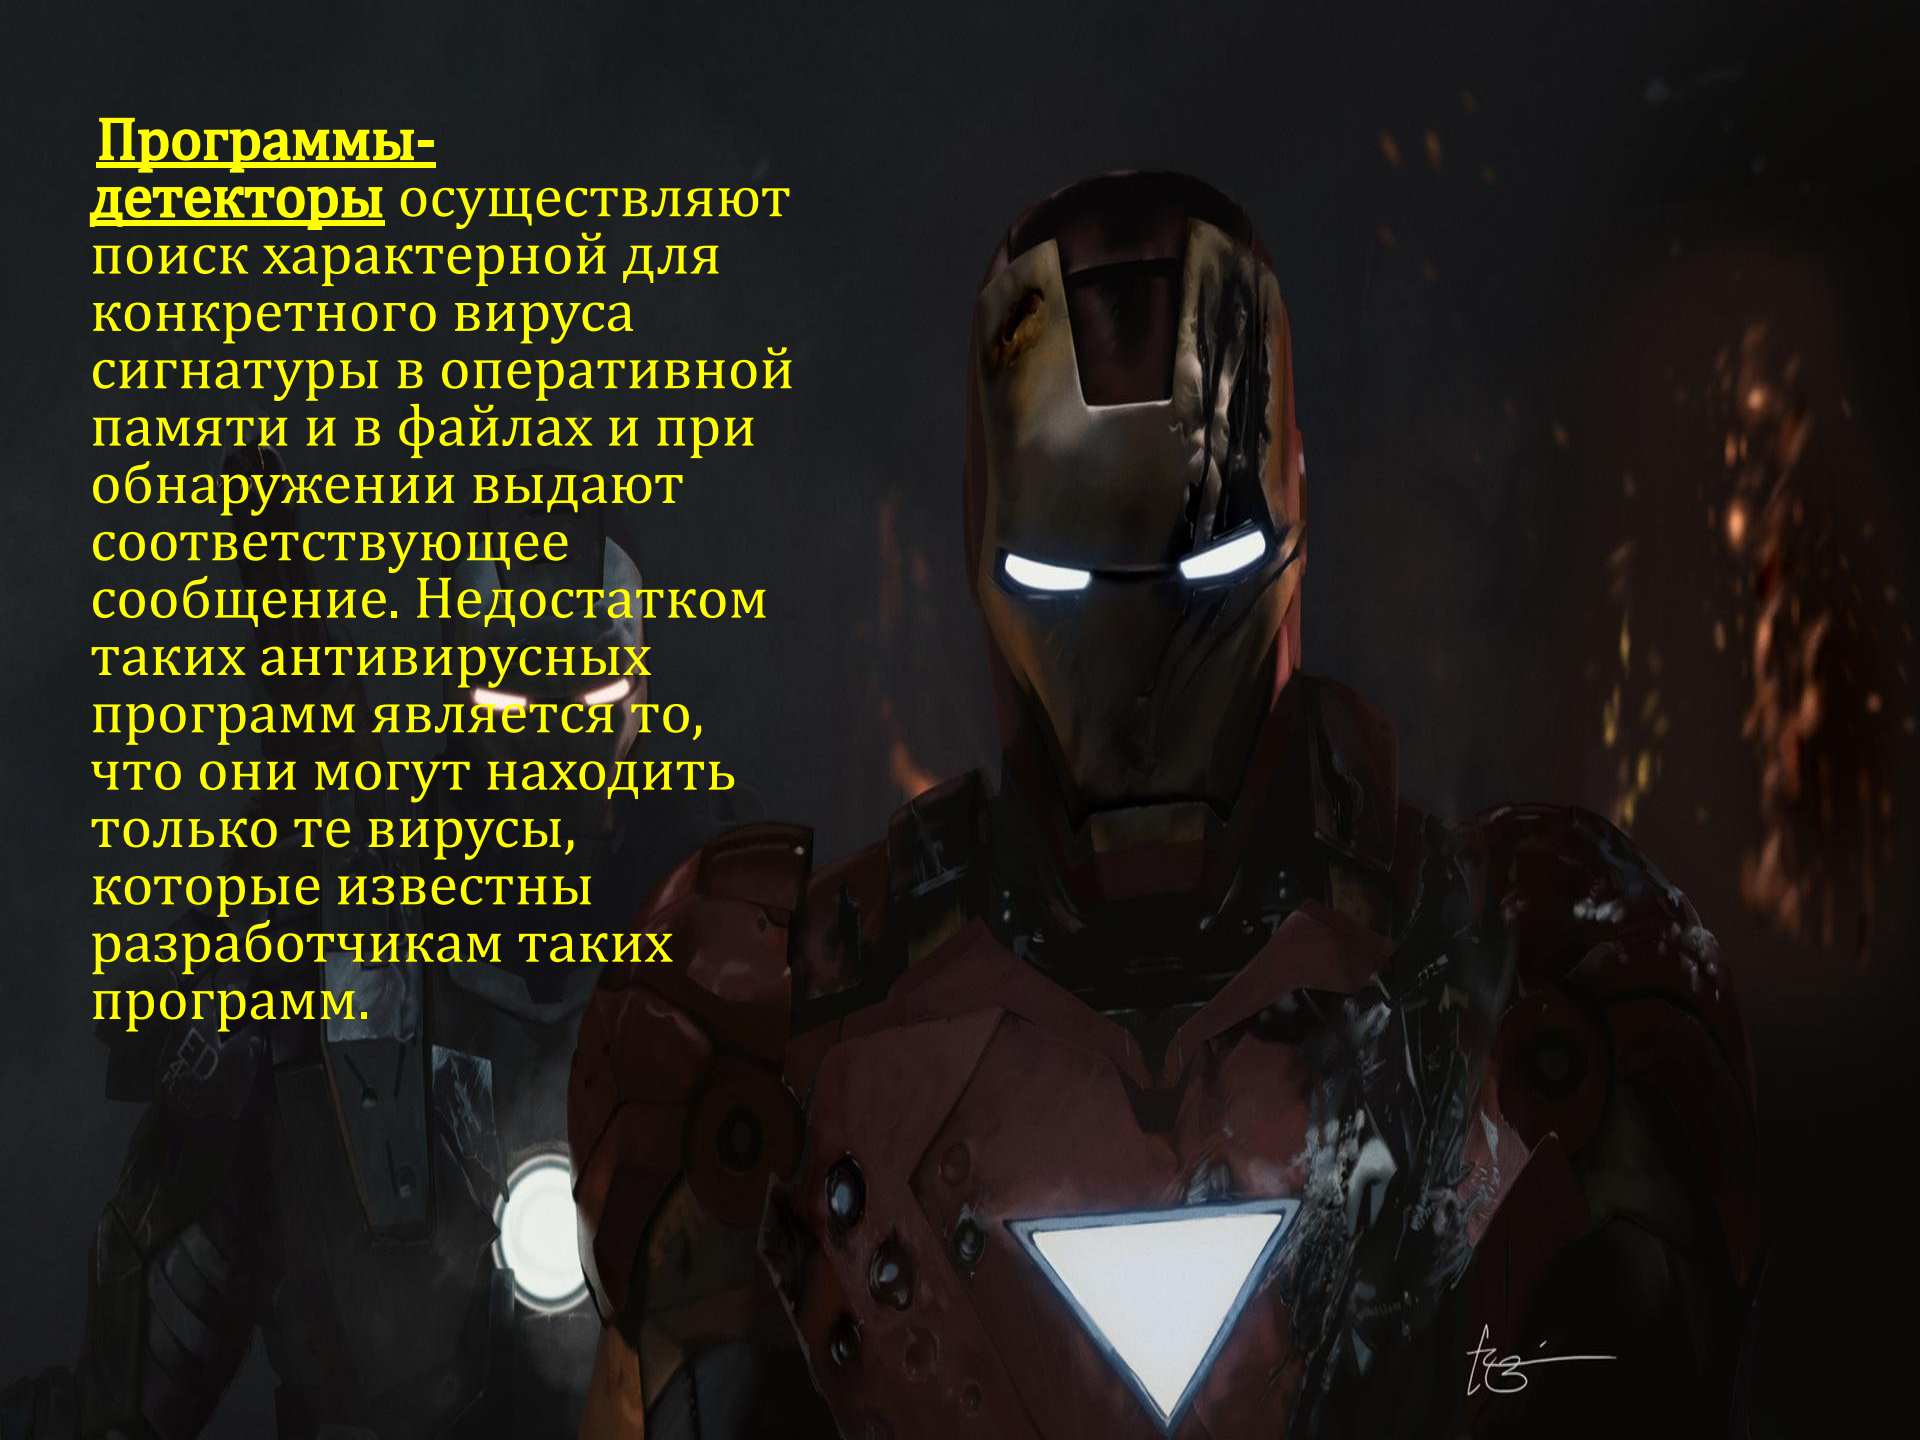 Программы-
детекторы осуществляют
поиск характерной для
конкретного вируса
сигнатуры в оперативной
памяти и в файлах и при
обнаружении выдают
соответствующее
сообщение. Недостатком
таких антивирусных
программ является то,
что они могут находить
только те вирусы,
которые известны
разработчикам таких
программ.